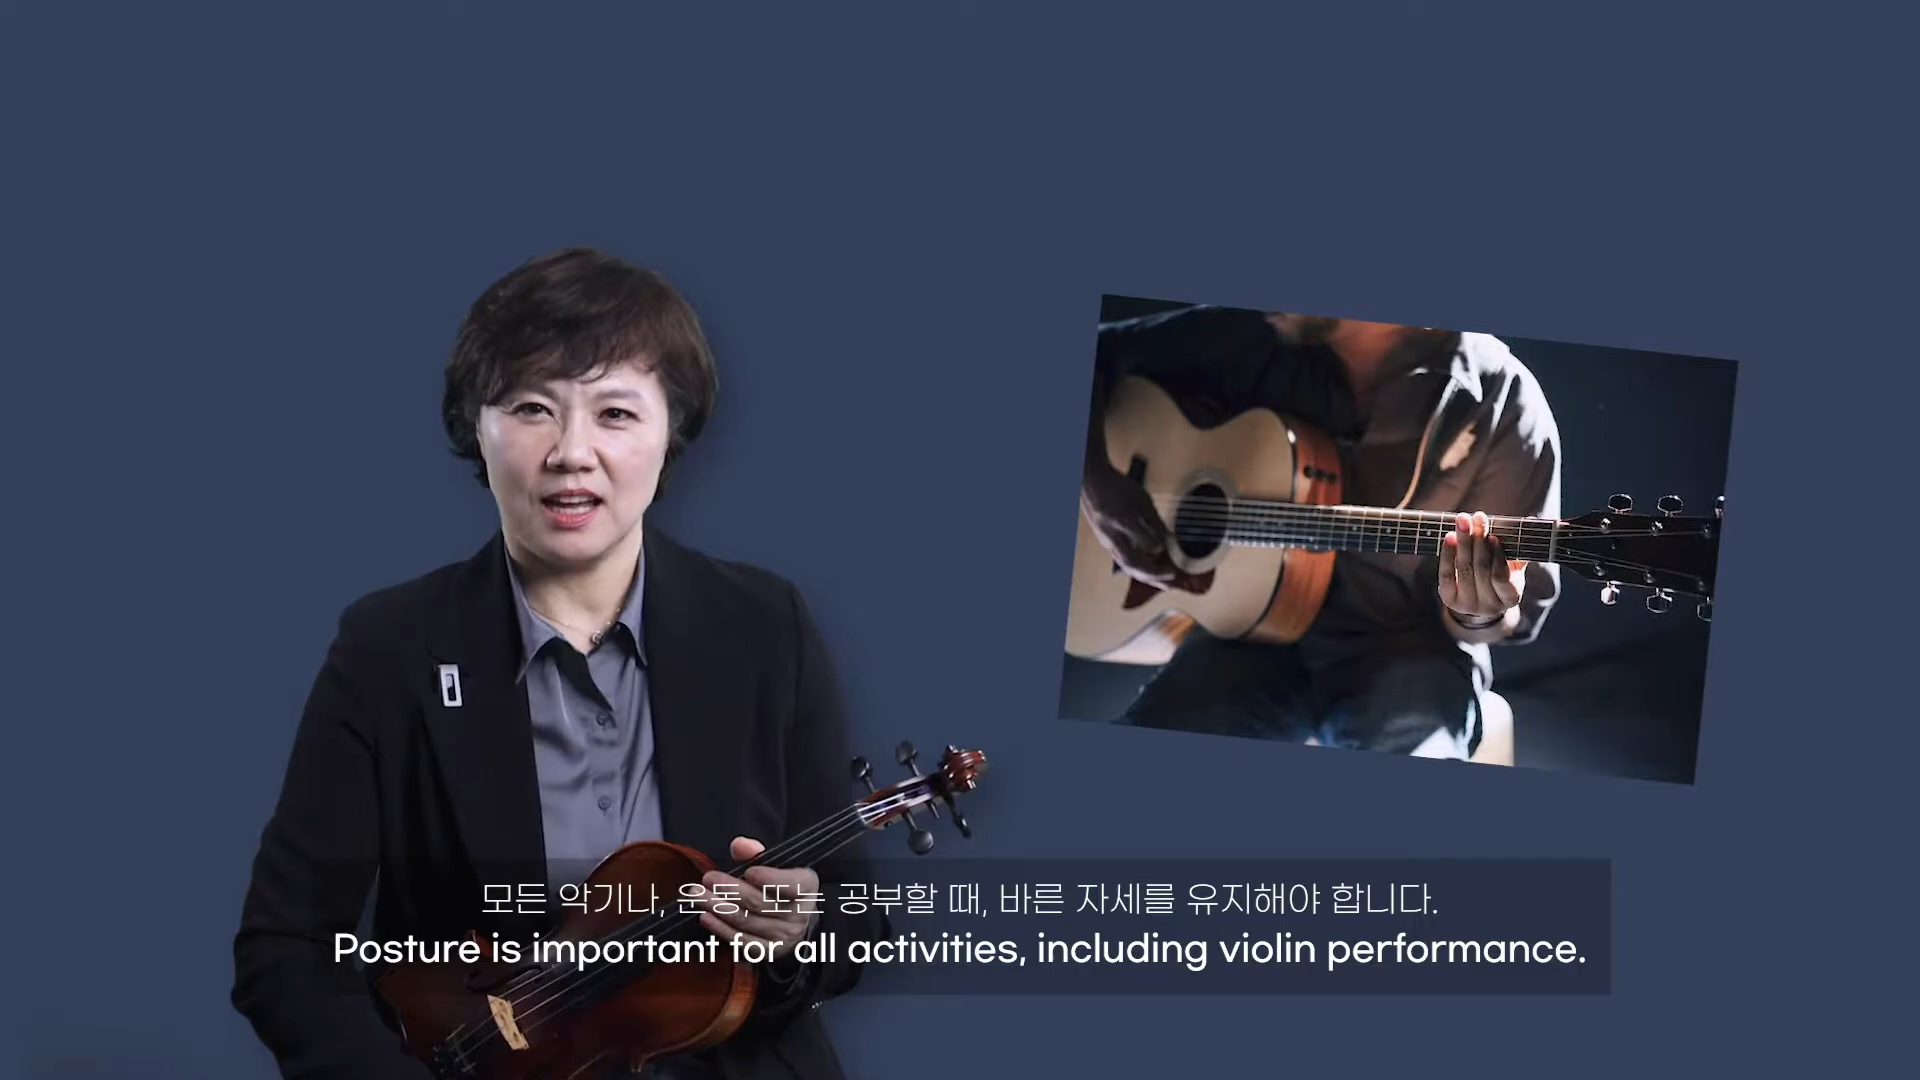 모든 악기나, 운동, 또는 공부할 때, 바른 자세를 유지해야 합니다.
Posture is important for all activities, including violin performance.